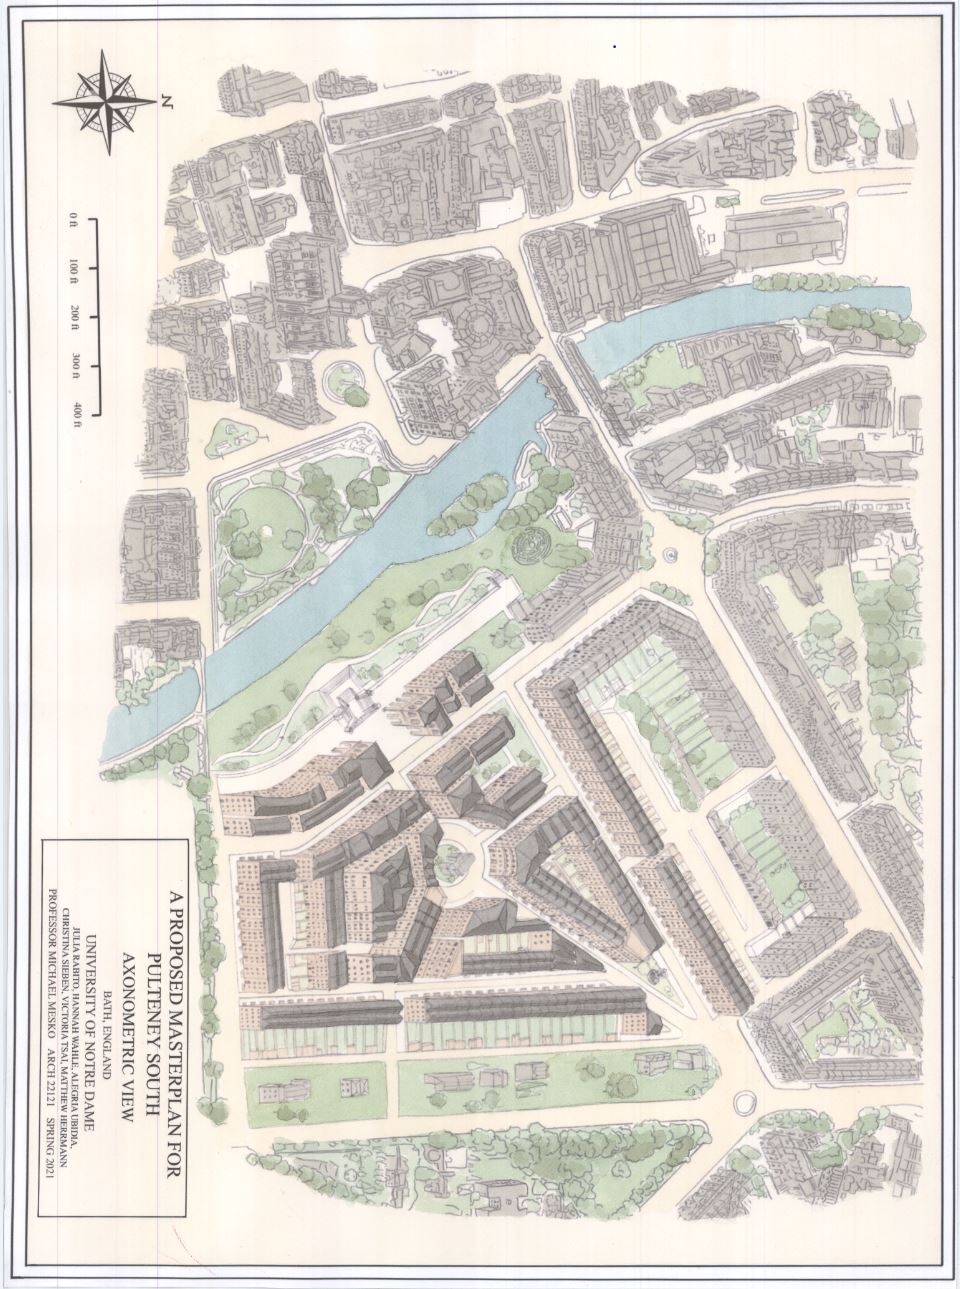 N
0 ft 100 ft 200 ft 300 ft 400 ft
A PROPOSED MASTERPLAN FOR
PULTENEY SOUTH
AXONOMETRIC VIEW
BATH, ENGLAND
UNIVERSITY OF NOTRE DAME
JULIA RABITO, HANNAH WAHLE, ALEGRIA UBIDIA,
CHRISTINA SIEBEN, VICTORIA TSAI, MATTHEW HERRMANN
PROFESSOR MICHAEL MESKO ARCH 22121 SPRING 2021